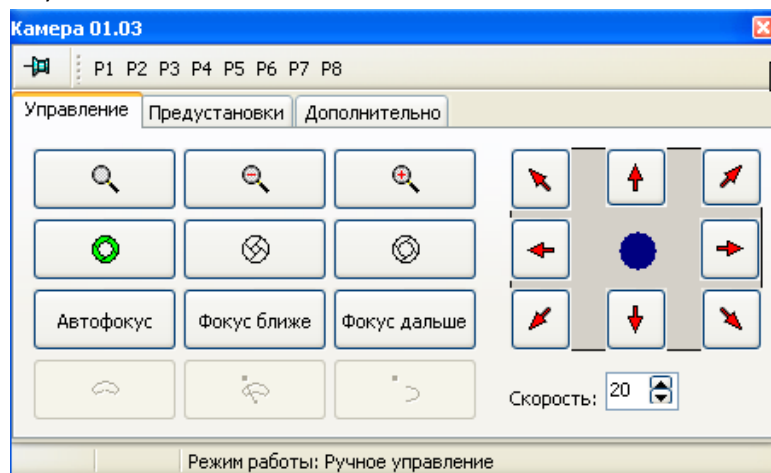 Камера 01.03
P1 P2 P3 P4 P5 P6 P7 P8
Управление Предустановки Дополнительно
Автофокус Фокус ближе Фокус дальше
Скорость: 20
Режим работы: Ручное управление